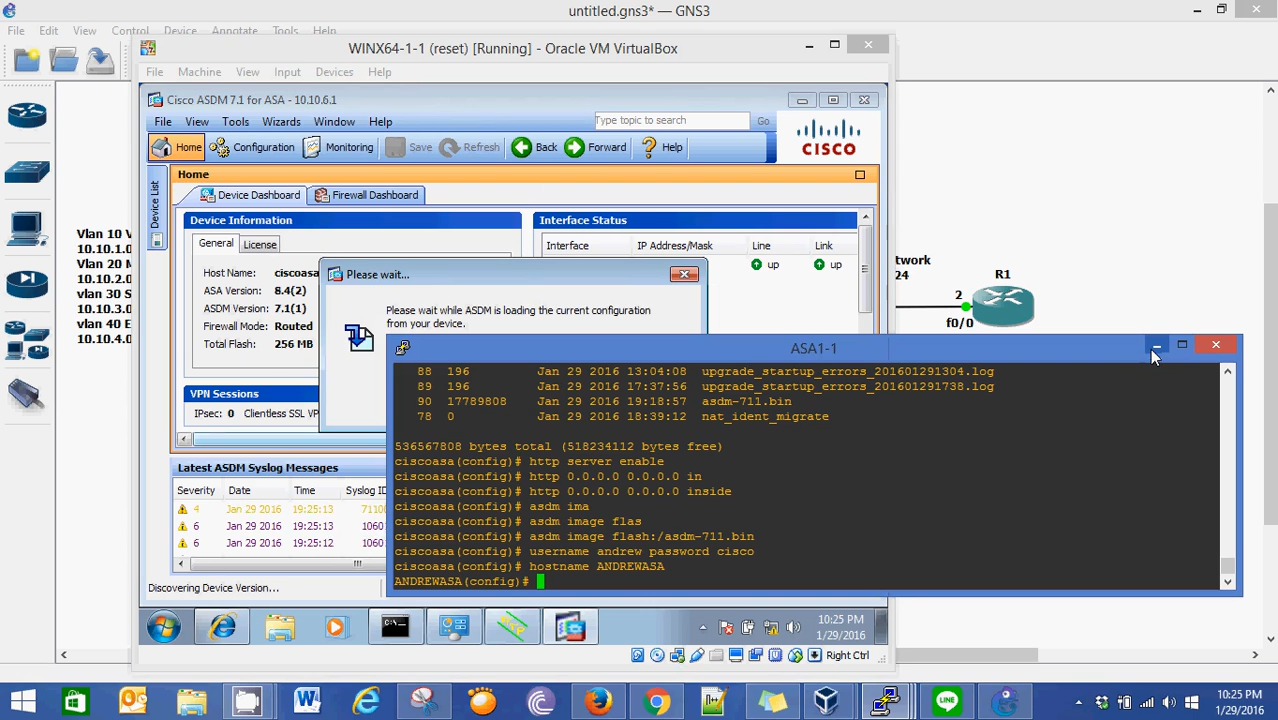 untitled.gns3* — GNS3
File Edit View Control Device Annotate Tools Help
WINX64-1-1 (reset) [Running] - Oracle VM VirtualBox
File Machine View Input Devices Help
Cisco ASDM 7.1 for ASA - 10.10.6.1
File View Tools Wizards Window Help
Type topic to search Go
CISCO
Home Configuration Monitoring Save Refresh Back Forward Help
Device List
Home
Device Dashboard Firewall Dashboard
Device Information
General License
Host Name: ciscoasa
ASA Version: 8.4(2)
ASDM Version: 7.1(1)
Firewall Mode: Routed
Total Flash: 256 MB
Interface Status
Interface IP Address/Mask Line Link
up up
Please wait...
Please wait while ASDM is loading the current configuration
from your device.
VPN Sessions
IPsec: 0 Clientless SSL VP
Latest ASDM Syslog Messages
Severity Date Time Syslog ID
4 Jan 29 2016 19:25:13 71100
6 Jan 29 2016 19:25:13 1060
6 Jan 29 2016 19:25:13 1060
Discovering Device Version...
10:25 PM
1/29/2016
Right Ctrl
Vlan 10 V
10.10.1.0
Vlan 20 M
10.10.2.0
vlan 30 S
10.10.3.0
vlan 40 E
10.10.4.0
twork
24
R1
2
f0/0
ASA1-1
88 196 Jan 29 2016 13:04:08 upgrade_startup_errors_201601291304.log
89 196 Jan 29 2016 17:37:56 upgrade_startup_errors_201601291738.log
90 17789808 Jan 29 2016 19:18:57 asdm-711.bin
78 0 Jan 29 2016 18:39:12 nat_ident_migrate
536567808 bytes total (518234112 bytes free)
ciscoasa(config)# http server enable
ciscoasa(config)# http 0.0.0.0 0.0.0.0 in
ciscoasa(config)# http 0.0.0.0 0.0.0.0 inside
ciscoasa(config)# asdm ima
ciscoasa(config)# asdm image flas
ciscoasa(config)# asdm image flash:/asdm-711.bin
ciscoasa(config)# username andrew password cisco
ciscoasa(config)# hostname ANDREWASA
ANDREWASA(config)#
10:25 PM
1/29/2016
LINE